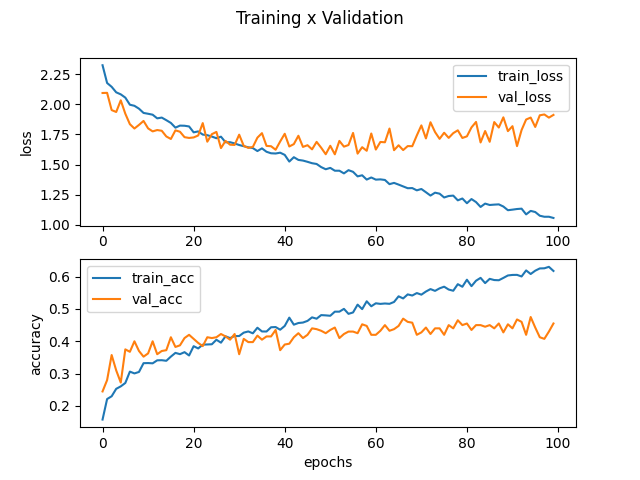 Training x Validation
2.25
2.00
1.75
1.50
1.25
1.00
loss
train_loss
val_loss
0 20 40 60 80 100
0.6
0.5
0.4
0.3
0.2
accuracy
train_acc
val_acc
0 20 40 60 80 100
epochs